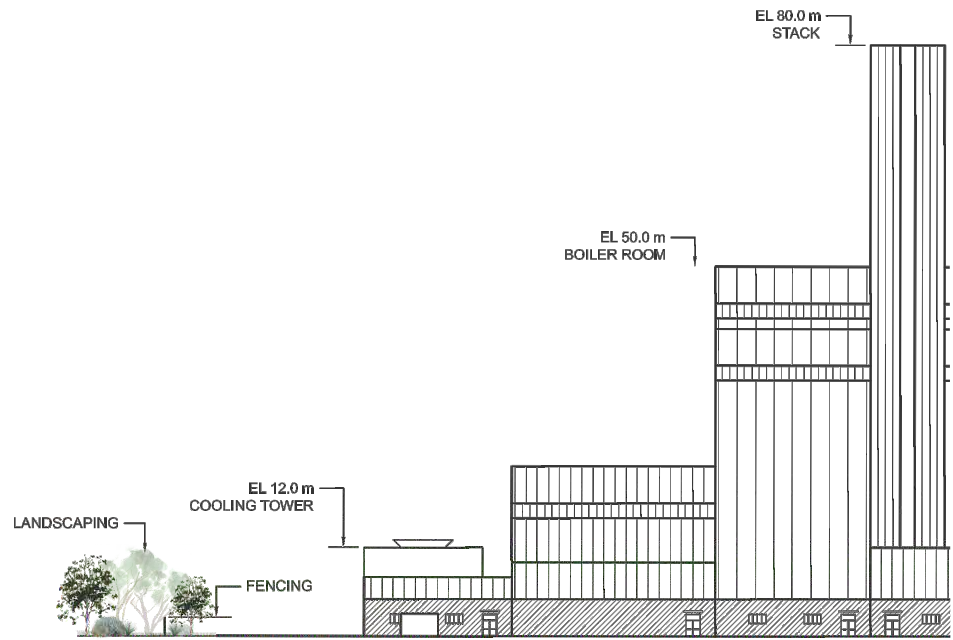 EL 80.0 m
STACK
EL 50.0 m
BOILER ROOM
EL 12.0 m
COOLING TOWER
LANDSCAPING
FENCING